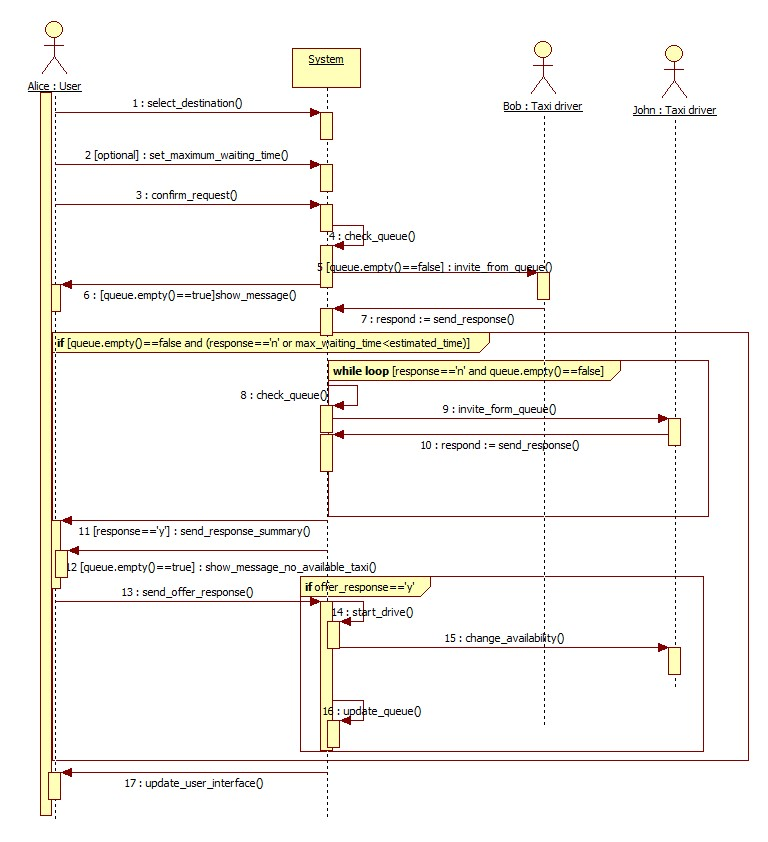 System
Alice : User
Bob : Taxi driver
John : Taxi driver
1 : select_destination()
2 [optional] : set_maximum_waiting_time()
3 : confirm_request()
4 : check_queue()
5 [queue.empty()==false] : invite_from_queue()
6 : [queue.empty()==true]show_message()
7 : respond := send_response()
if [queue.empty()==false and (response=='n' or max_waiting_time<estimated_time)]
while loop [response=='n' and queue.empty()==false]
8 : check_queue()
9 : invite_form_queue()
10 : respond := send_response()
11 [response=='y'] : send_response_summary()
12 [queue.empty()==true] : show_message_no_available_taxi()
if offer_response=='y'
13 : send_offer_response()
14 : start_drive()
15 : change_availability()
16 : update_queue()
17 : update_user_interface()